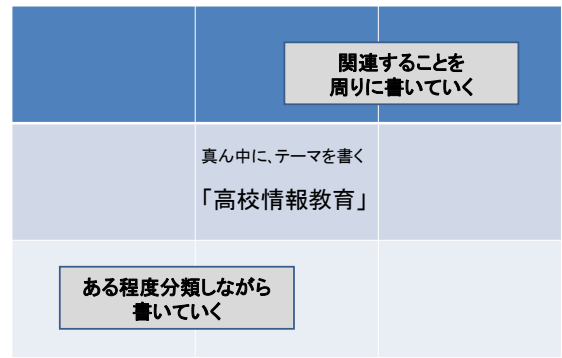 関連することを
周りに書いていく
真ん中に、テーマを書く
「高校情報教育」
ある程度分類しながら
書いていく